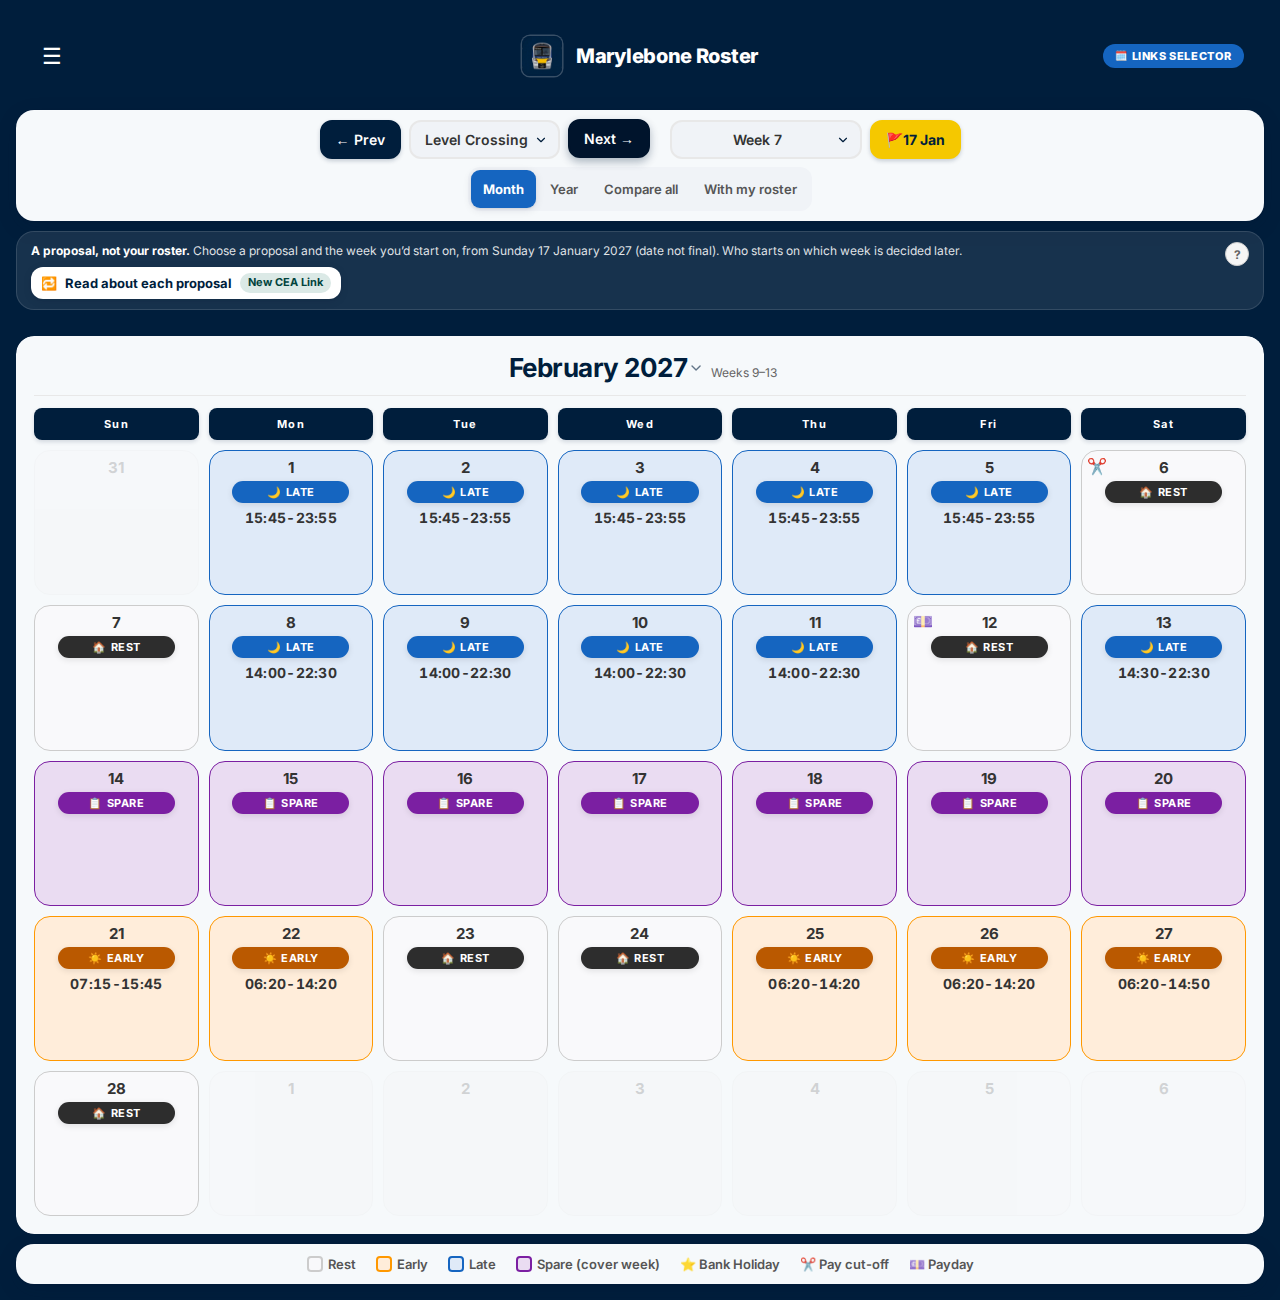 ☰ Marylebone Roster LINKS SELECTOR
← Prev Level Crossing Next → Week 7 🚩17 Jan
Month Year Compare all With my roster
A proposal, not your roster. Choose a proposal and the week you'd start on, from Sunday 17 January 2027 (date not final). Who starts on which week is decided later. ?
Read about each proposal New CEA Link
February 2027 Weeks 9–13
Sun Mon Tue Wed Thu Fri Sat
31 1 2 3 4 5 6
LATE LATE LATE LATE LATE REST
15:45-23:55 15:45-23:55 15:45-23:55 15:45-23:55 15:45-23:55
7 8 9 10 11 12 13
REST LATE LATE LATE LATE REST LATE
14:00-22:30 14:00-22:30 14:00-22:30 14:00-22:30 14:30-22:30
14 15 16 17 18 19 20
SPARE SPARE SPARE SPARE SPARE SPARE SPARE
21 22 23 24 25 26 27
EARLY EARLY REST REST EARLY EARLY EARLY
07:15-15:45 06:20-14:20 06:20-14:20 06:20-14:20 06:20-14:50
28 1 2 3 4 5 6
REST
Rest Early Late Spare (cover week) Bank Holiday Pay cut-off Payday